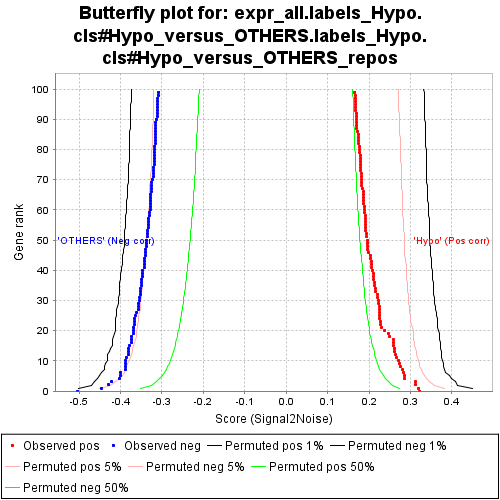 Butterfly plot for: expr_all.labels_Hypo.
cls#Hypo_versus_OTHERS.labels_Hypo.
cls#Hypo_versus_OTHERS_repos
Gene rank
100
90
80
70
60
50
40
30
20
10
0
'OTHERS' (Neg corr)
'Hypo' (Pos corr)
-0.5 -0.4 -0.3 -0.2 -0.1 0.0 0.1 0.2 0.3 0.4
Score (Signal2Noise)
Observed pos Observed neg Permuted pos 1% Permuted neg 1%
Permuted pos 5% Permuted neg 5% Permuted pos 50%
Permuted neg 50%